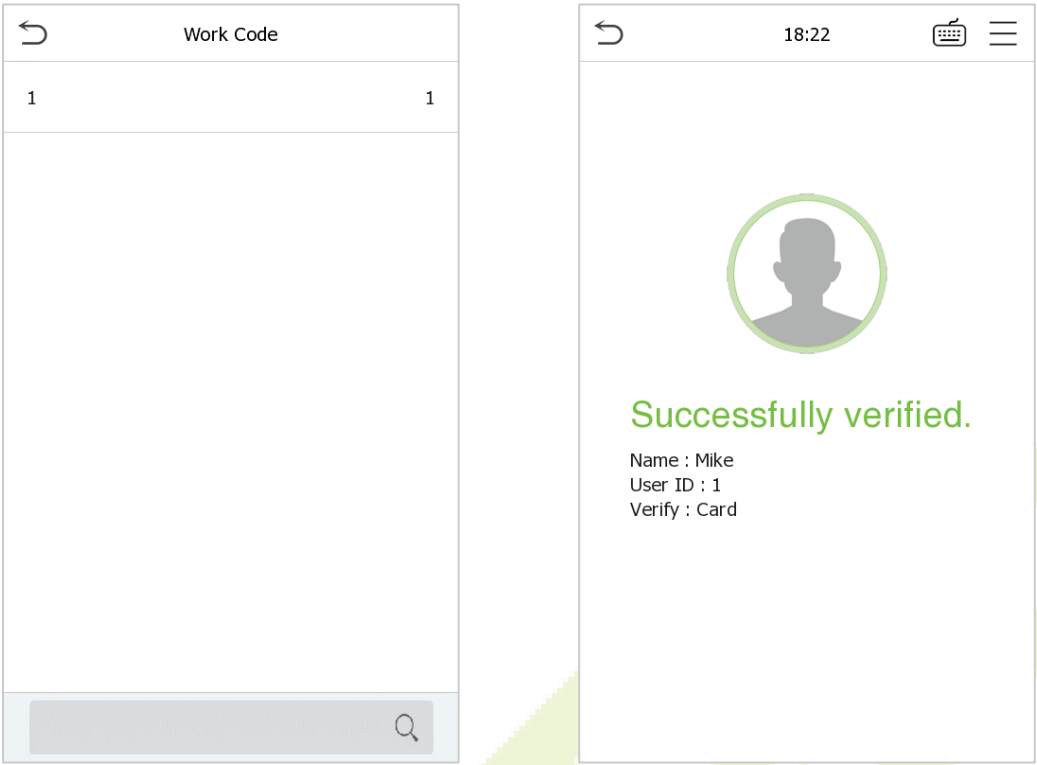 Work Code
1 1
18:22
Successfully verified.
Name : Mike
User ID : 1
Verify : Card